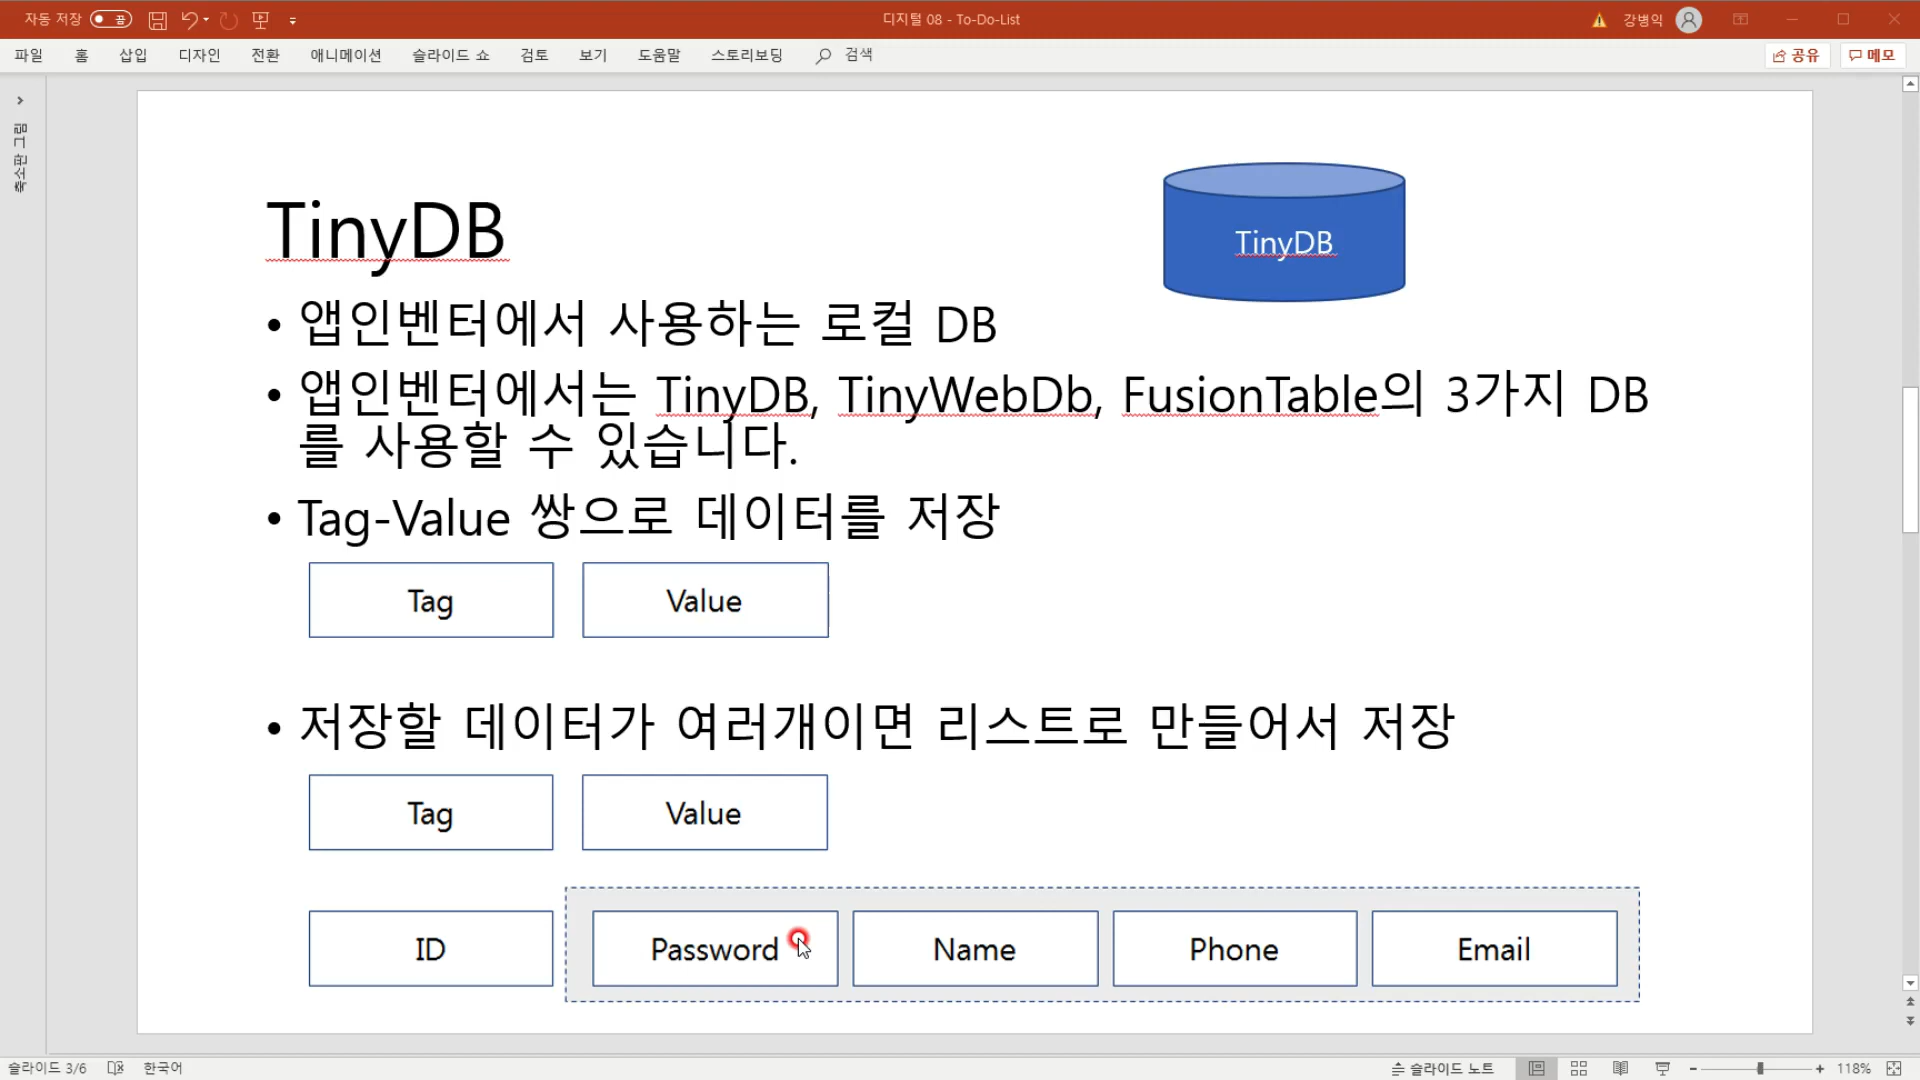 자동 저장 끔
디지털 08 - To-Do-List
강병익
파일 홈 삽입 디자인 전환 애니메이션 슬라이드 쇼 검토 보기 도움말 스토리보딩 검색
공유 메모
축소판 그림
TinyDB
TinyDB
• 앱인벤터에서 사용하는 로컬 DB
• 앱인벤터에서는 TinyDB, TinyWebDb, FusionTable의 3가지 DB
를 사용할 수 있습니다.
• Tag-Value 쌍으로 데이터를 저장
Tag Value
• 저장할 데이터가 여러개이면 리스트로 만들어서 저장
Tag Value
ID Password Name Phone Email
슬라이드 3/6 한국어
슬라이드 노트 118%